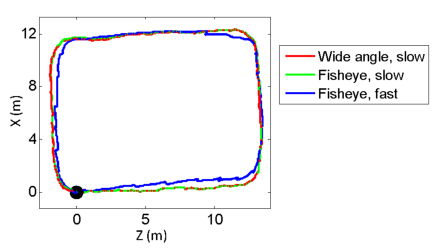 12
8
4
0
X (m)
0 5 10
Z (m)
Wide angle, slow
Fisheye, slow
Fisheye, fast